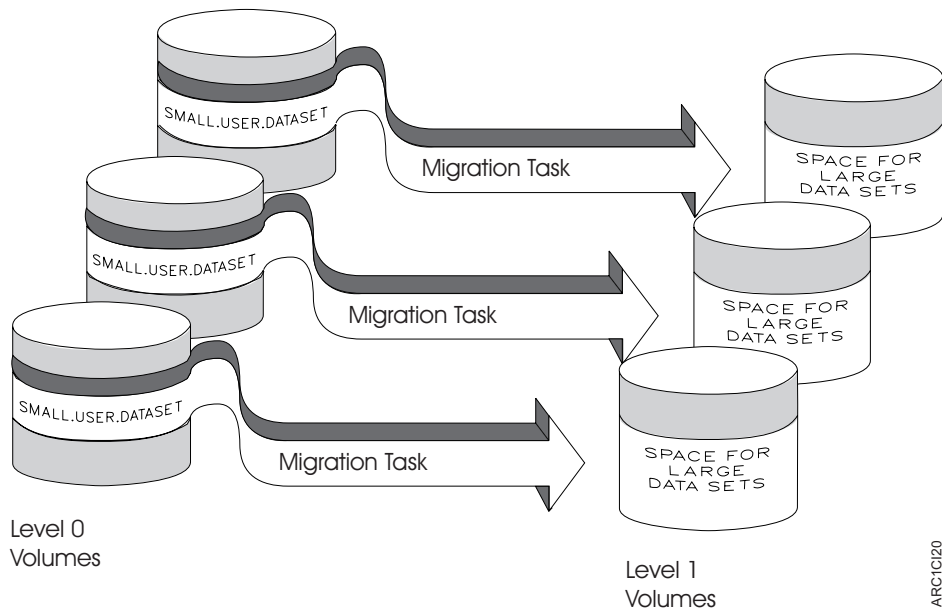 SMALL.USER.DATASET
Migration Task
SPACE FOR
LARGE
DATA SETS
SMALL.USER.DATASET
Migration Task
SPACE FOR
LARGE
DATA SETS
SMALL.USER.DATASET
Migration Task
SPACE FOR
LARGE
DATA SETS
Level 0
Volumes
Level 1
Volumes
ARC1CI20